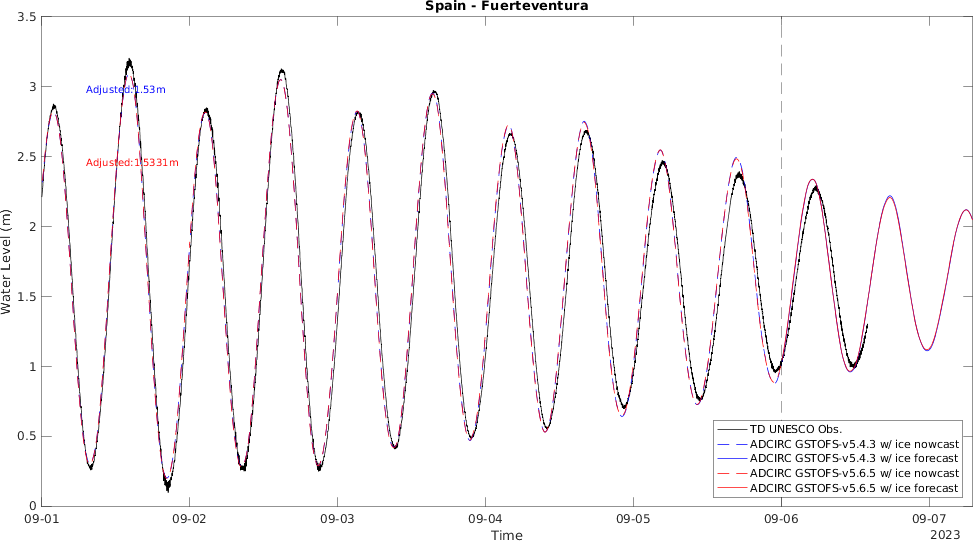 Spain - Fuerteventura
3.5
3
2.5
2
1.5
1
0.5
0
Water Level (m)
Adjusted:1.53m
Adjusted:1.5331m
TD UNESCO Obs.
ADCIRC GSTOFS-v5.4.3 w/ ice nowcast
ADCIRC GSTOFS-v5.4.3 w/ ice forecast
ADCIRC GSTOFS-v5.6.5 w/ ice nowcast
ADCIRC GSTOFS-v5.6.5 w/ ice forecast
09-01 09-02 09-03 09-04 09-05 09-06 09-07
Time
2023